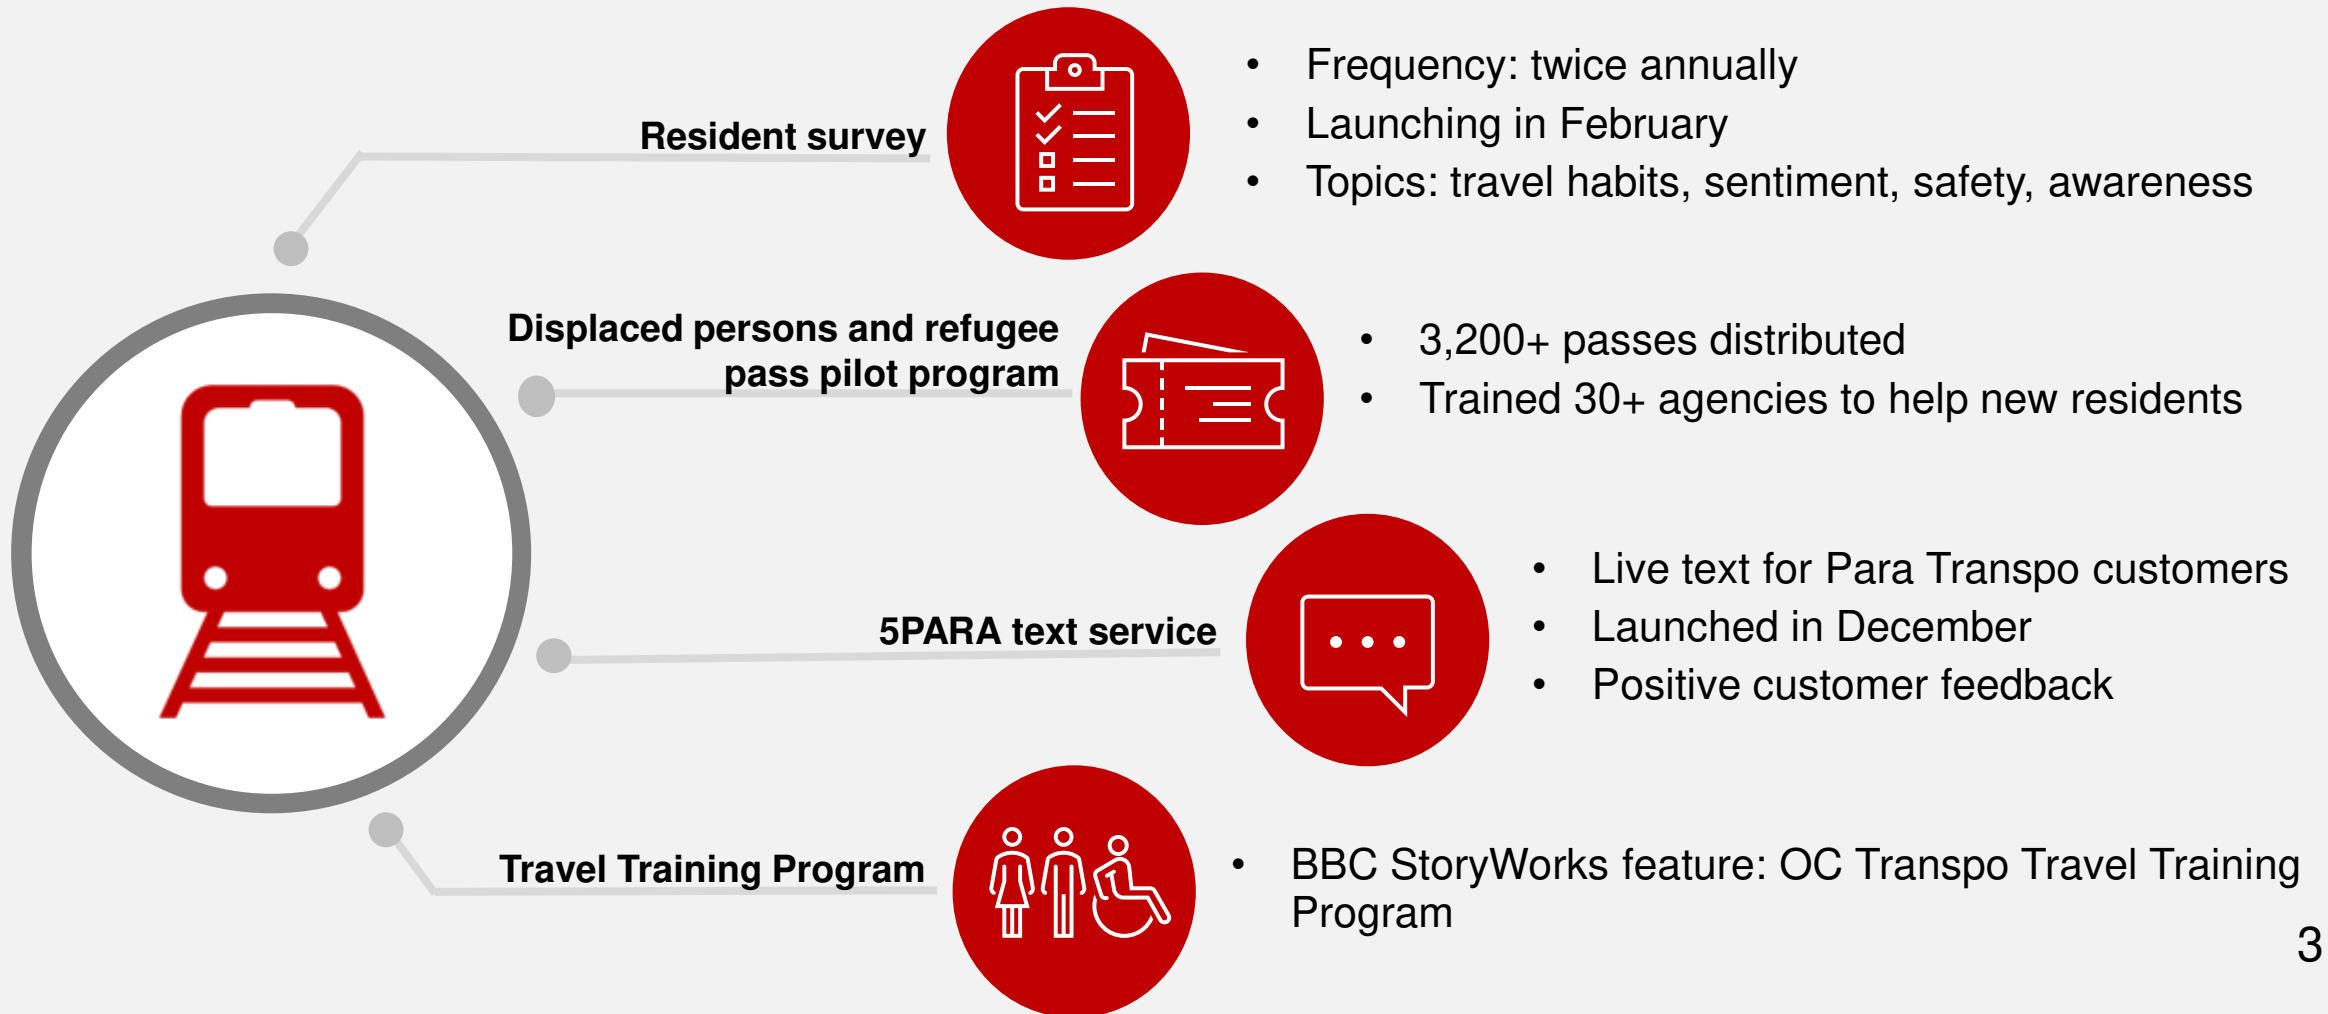 Resident survey
• Frequency: twice annually
• Launching in February
• Topics: travel habits, sentiment, safety, awareness
Displaced persons and refugee
pass pilot program
• 3,200+ passes distributed
• Trained 30+ agencies to help new residents
5PARA text service
• Live text for Para Transpo customers
• Launched in December
• Positive customer feedback
Travel Training Program
• BBC StoryWorks feature: OC Transpo Travel Training
Program
3